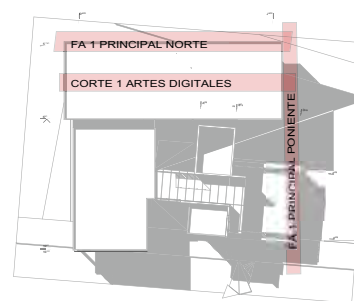 FA 1 PRINCIPAL NORTE
CORTE 1 ARTES DIGITALES
FA 1 PRINCIPAL PONIENTE